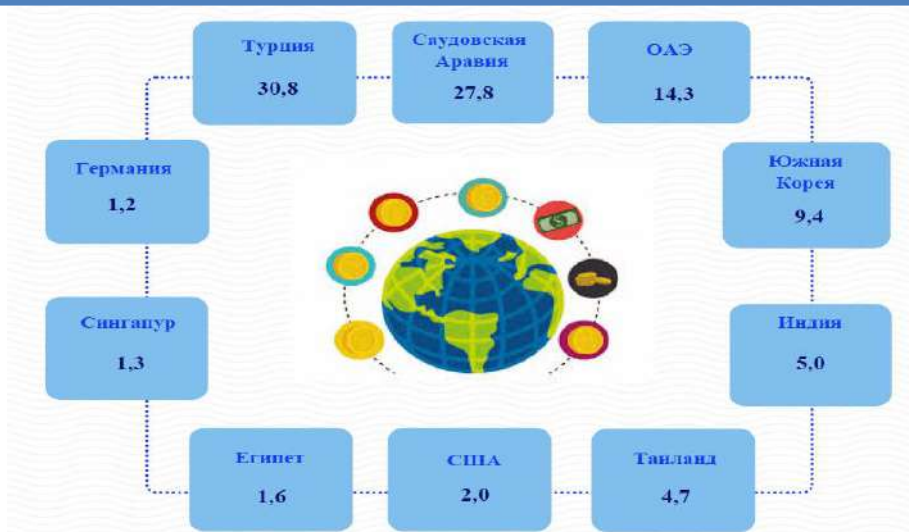 Турция
30,8
Саудовская
Аравия
27,8
ОАЭ
14,3
Южная
Корея
9,4
Индия
5,0
Таиланд
4,7
США
2,0
Египет
1,6
Сингапур
1,3
Германия
1,2